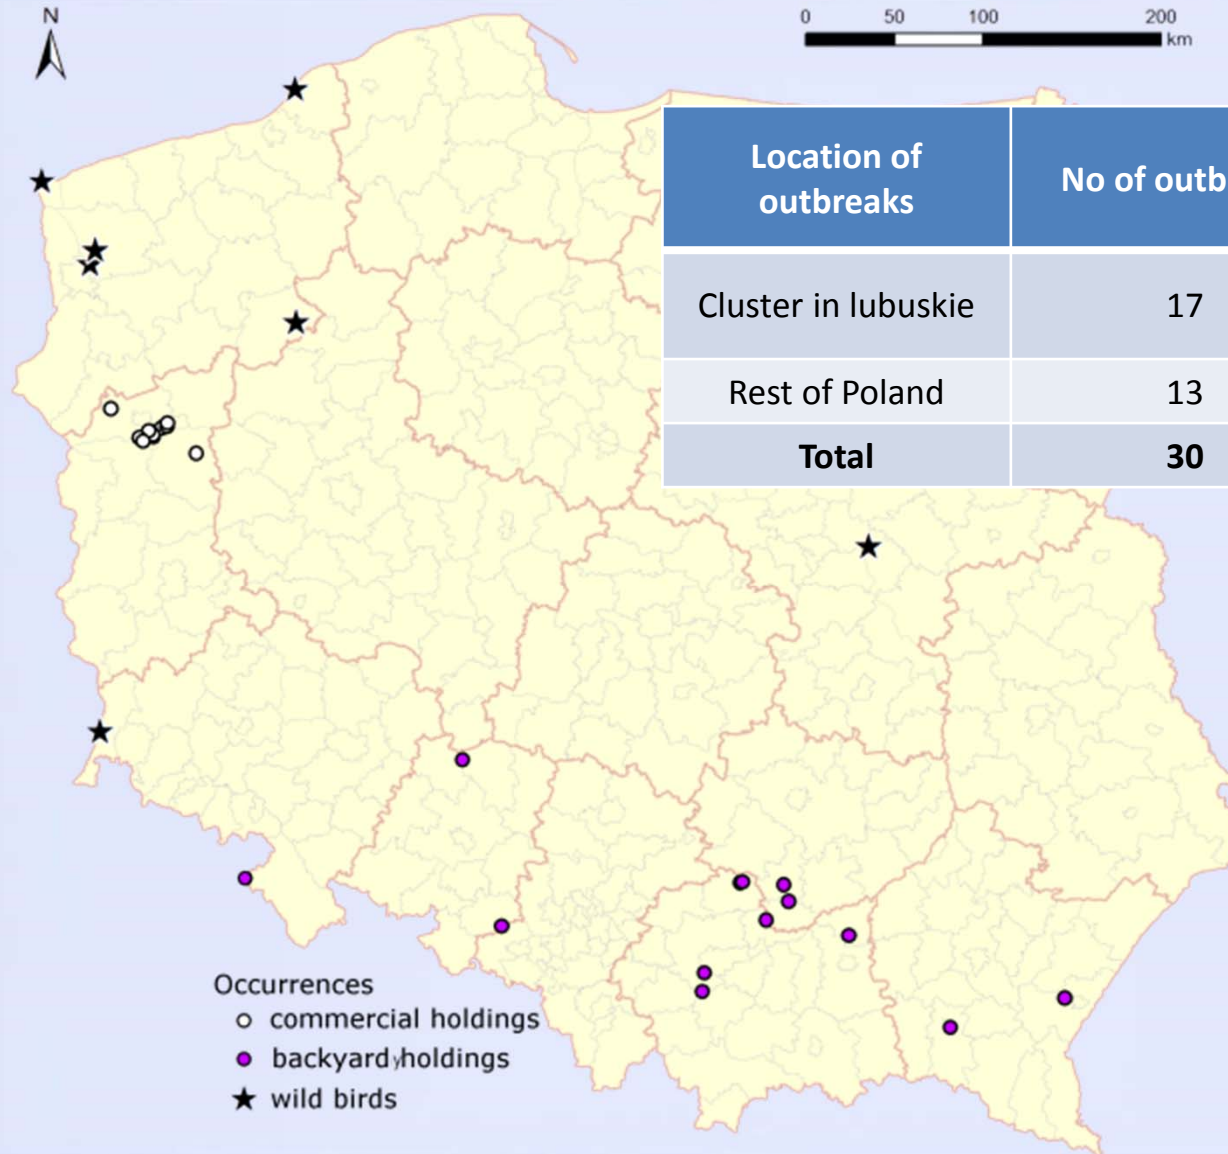 N
0 50 100 200
km
Location of
outbreaks
No of outb
Cluster in lubuskie 17
Rest of Poland 13
Total 30
Occurrences
commercial holdings
backyard holdings
wild birds